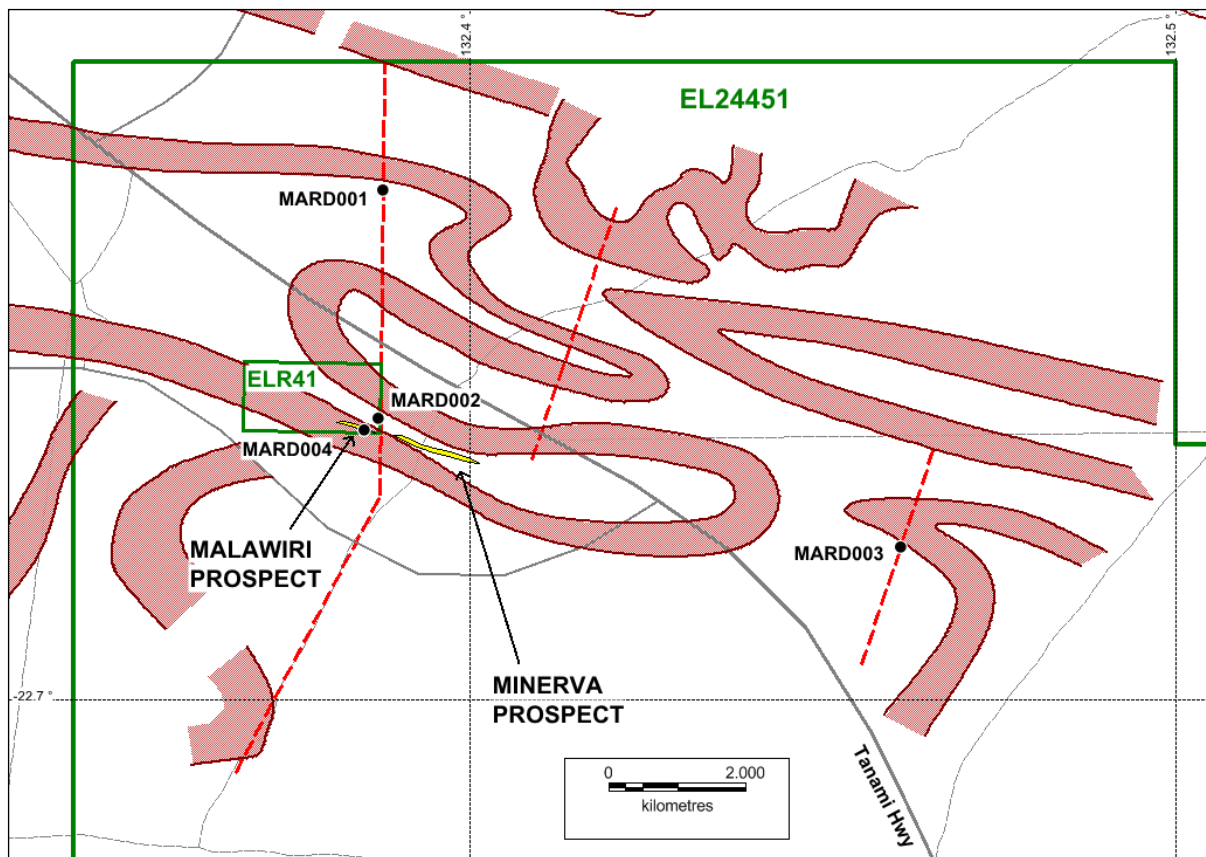 132.4 °
132.5 °
EL24451
MARD001
ELR41
MARD002
MARD004
MALAWIRI
PROSPECT
MARD003
MINERVA
PROSPECT
-22.7 °
Tanami Hwy
0 2.000
kilometres